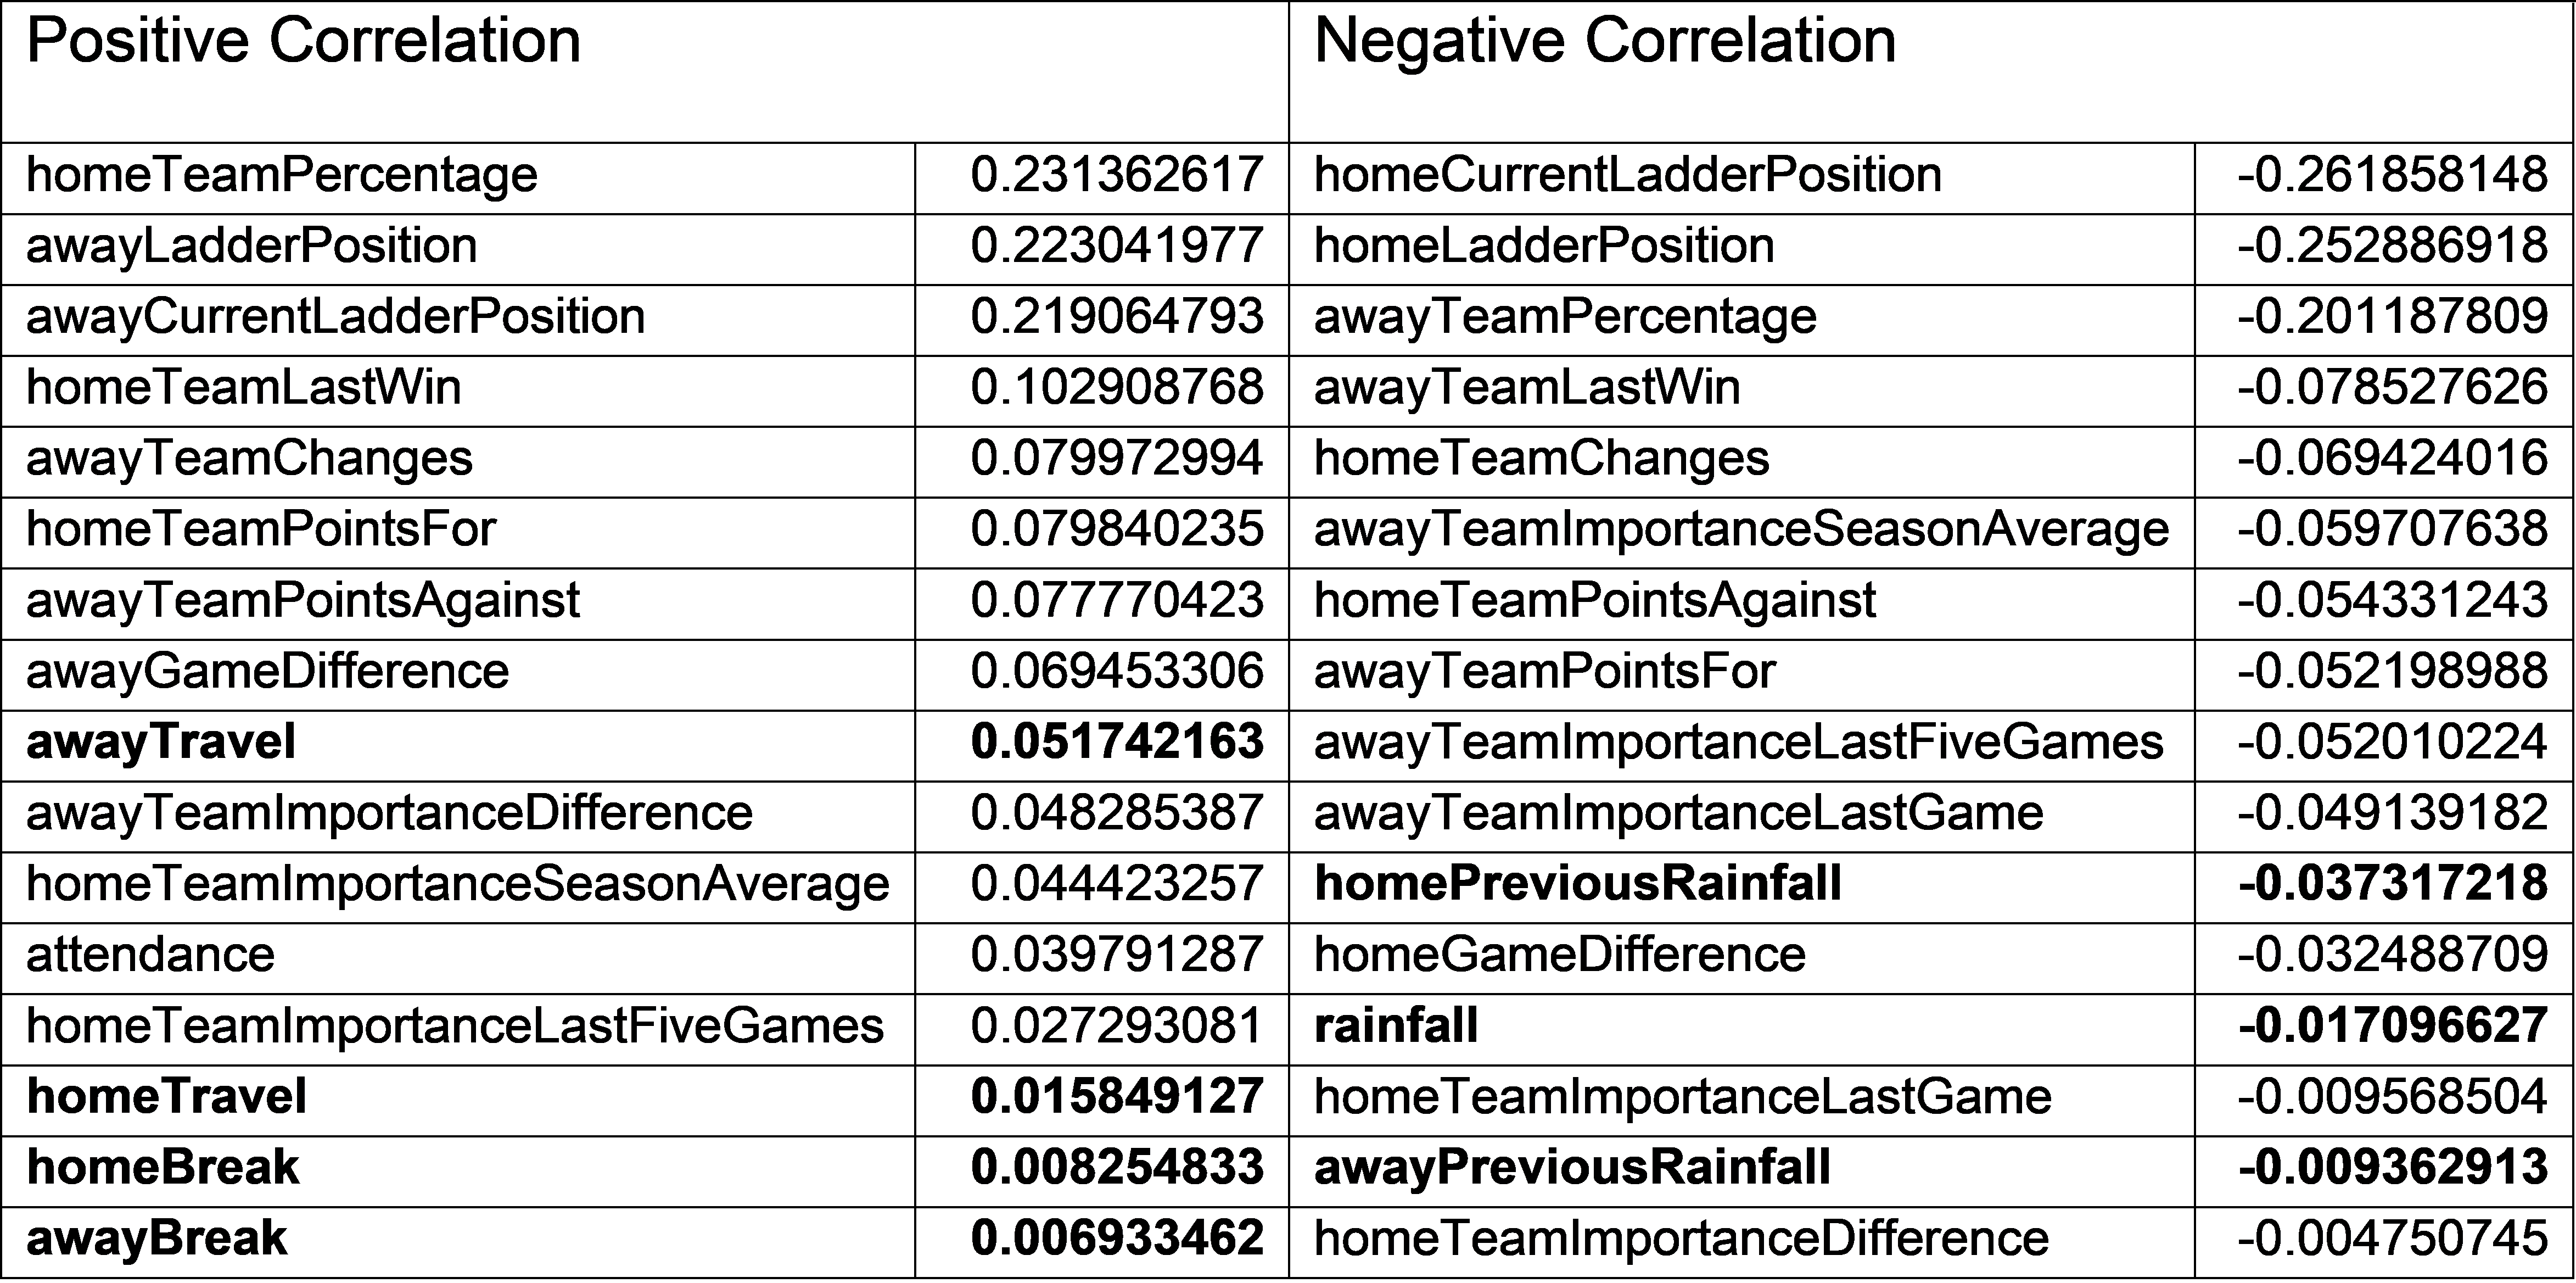 Positive Correlation Negative Correlation
homeTeamPercentage 0.231362617 homeCurrentLadderPosition -0.261858148
awayLadderPosition 0.223041977 homeLadderPosition -0.252886918
awayCurrentLadderPosition 0.219064793 awayTeamPercentage -0.201187809
homeTeamLastWin 0.102908768 awayTeamLastWin -0.078527626
awayTeamChanges 0.079972994 homeTeamChanges -0.069424016
homeTeamPointsFor 0.079840235 awayTeamImportanceSeasonAverage -0.059707638
awayTeamPointsAgainst 0.077770423 homeTeamPointsAgainst -0.054331243
awayGameDifference 0.069453306 awayTeamPointsFor -0.052198988
awayTravel 0.051742163 awayTeamImportanceLastFiveGames -0.052010224
awayTeamImportanceDifference 0.048285387 awayTeamImportanceLastGame -0.049139182
homeTeamImportanceSeasonAverage 0.044423257 homePreviousRainfall -0.037317218
attendance 0.039791287 homeGameDifference -0.032488709
homeTeamImportanceLastFiveGames 0.027293081 rainfall -0.017096627
homeTravel 0.015849127 homeTeamImportanceLastGame -0.009568504
homeBreak 0.008254833 awayPreviousRainfall -0.009362913
awayBreak 0.006933462 homeTeamImportanceDifference -0.004750745